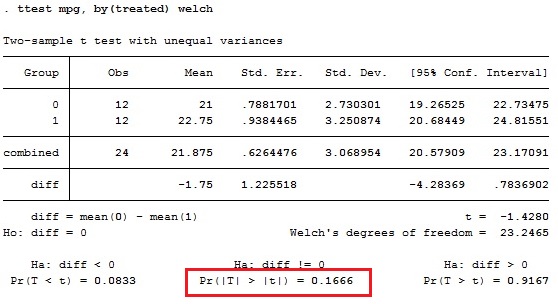 . ttest mpg, by(treated) welch
Two-sample t test with unequal variances
Group Obs Mean Std. Err. Std. Dev. [95% Conf. Interval]
0 12 21 .7881701 2.730301 19.26525 22.73475
1 12 22.75 .9384465 3.250874 20.68449 24.81551
combined 24 21.875 .6264476 3.068954 20.57909 23.17091
diff -1.75 1.225518 -4.28369 .7836902
diff = mean(0) - mean(1) t = -1.4280
Ho: diff = 0 Welch's degrees of freedom = 23.2465
Ha: diff < 0 Ha: diff != 0 Ha: diff > 0
Pr(T < t) = 0.0833 Pr(|T| > |t|) = 0.1666 Pr(T > t) = 0.9167